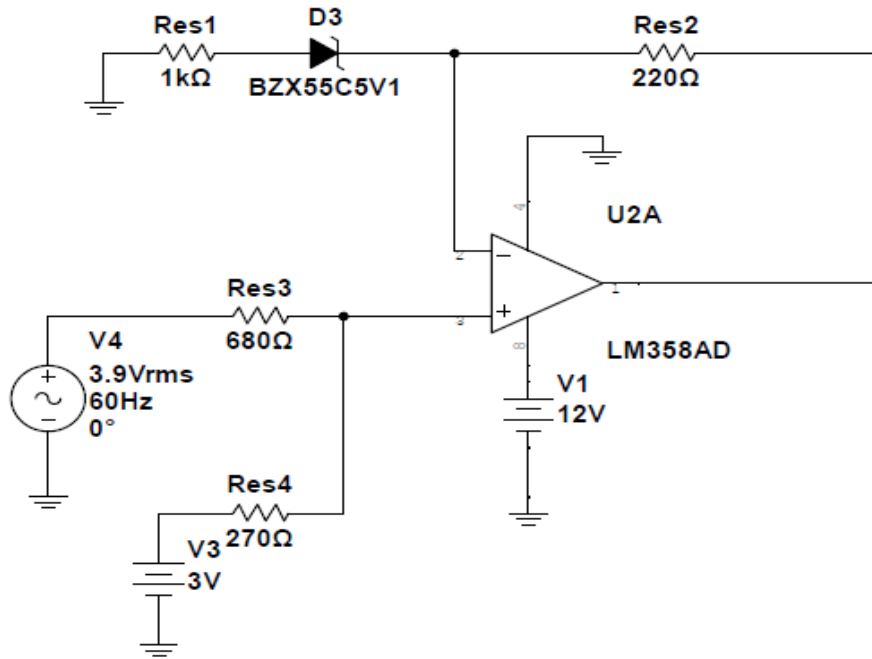 D3
Res1
Res2
1kΩ
BZX55C5V1
220Ω
4
U2A
2
Res3
1
3
680Ω
LM358AD
V4
3.9Vrms
60Hz
0°
8
V1
12V
Res4
270Ω
V3
3V